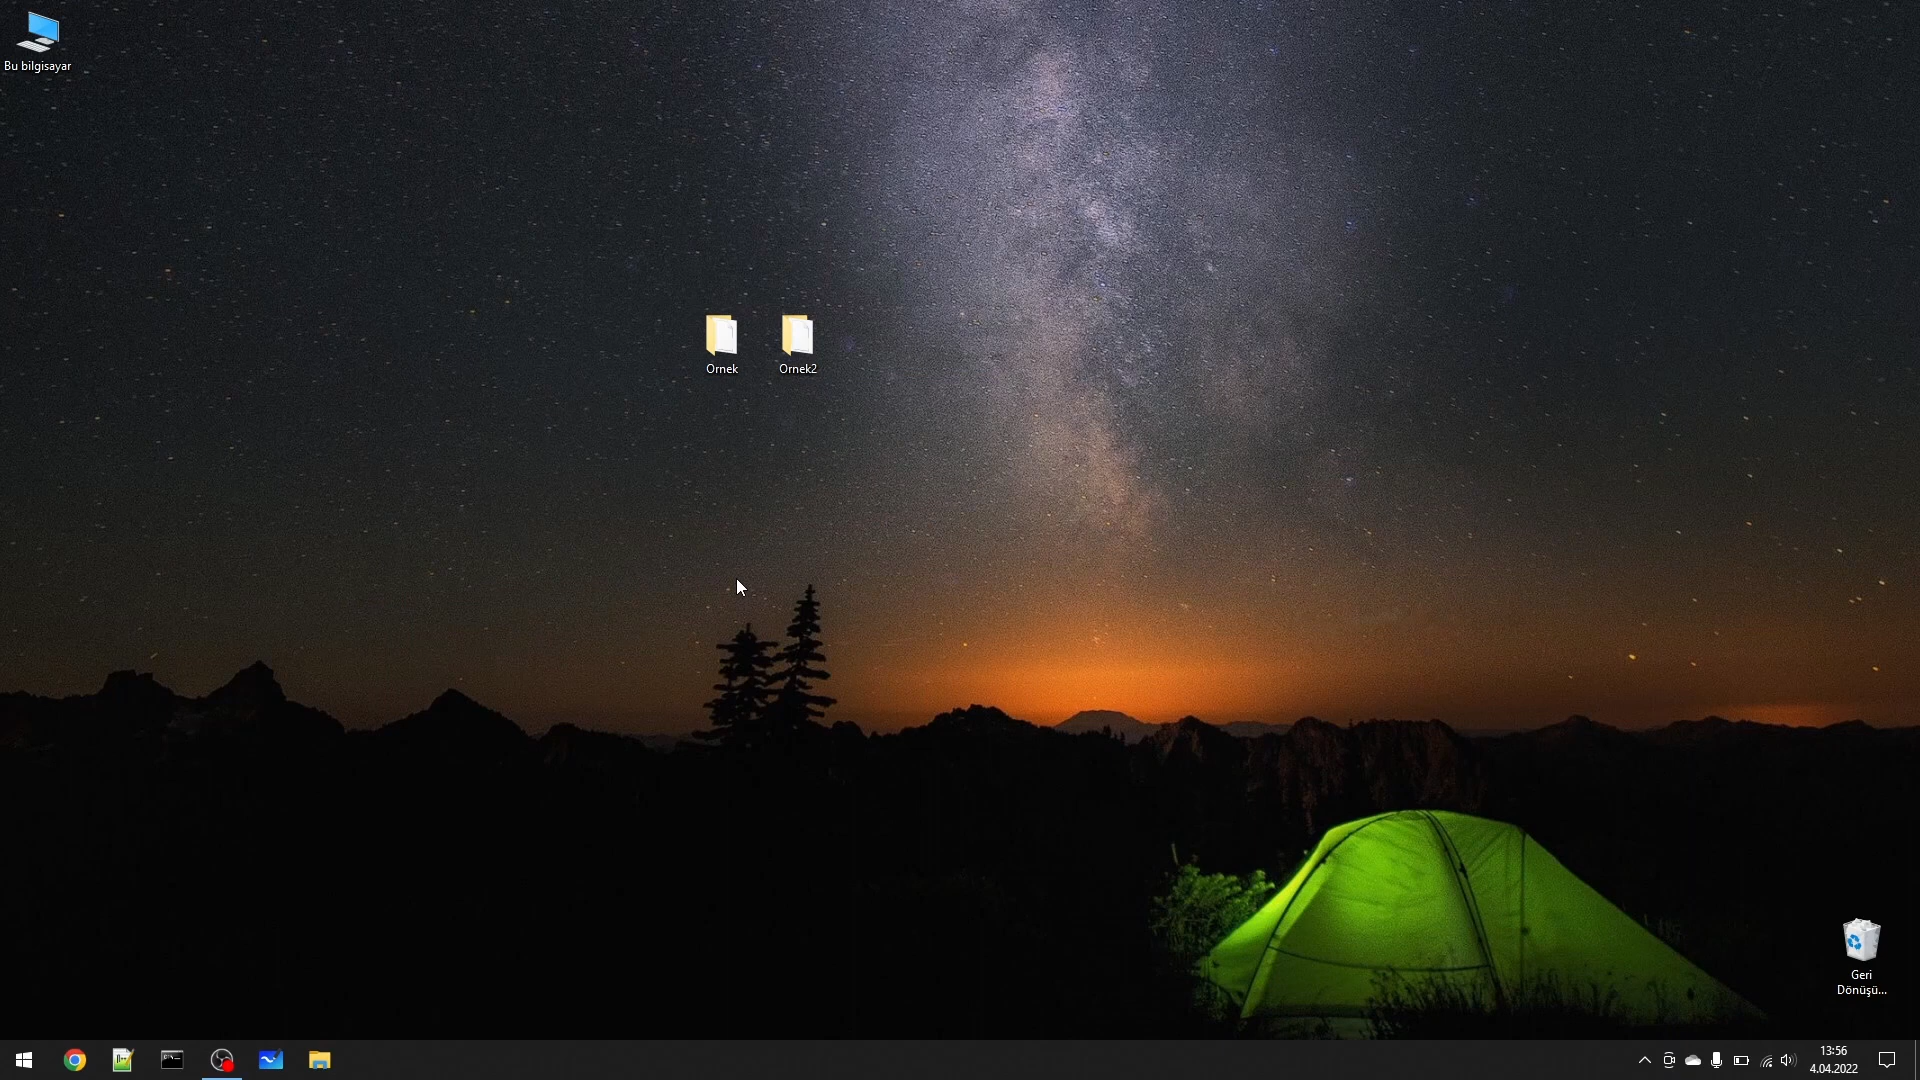 Bu bilgisayar
Ornek
Ornek2
Geri
Dönüşü...
13:56
4.04.2022